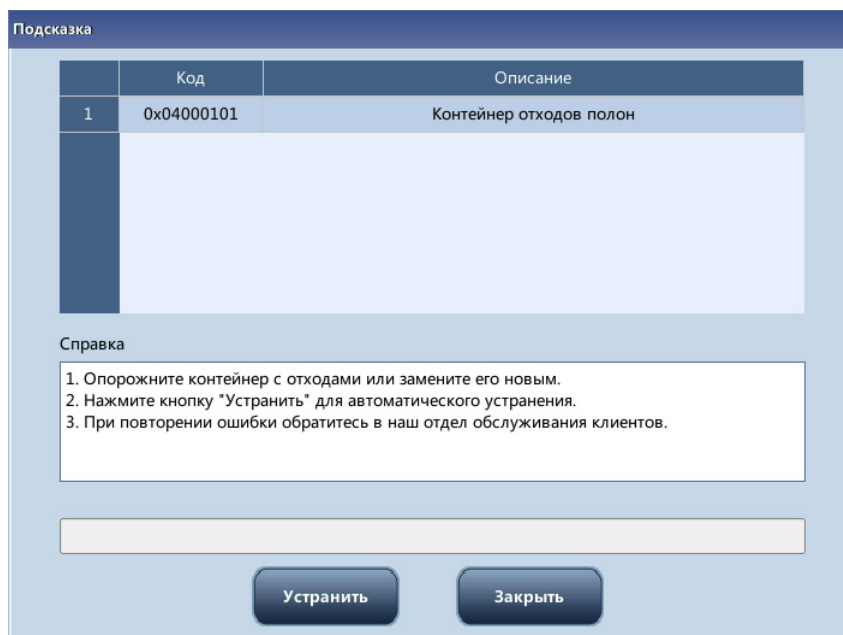 Подсказка
Код Описание
1 0x04000101 Контейнер отходов полон
Справка
1. Опорожните контейнер с отходами или замените его новым.
2. Нажмите кнопку "Устранить" для автоматического устранения.
3. При повторении ошибки обратитесь в наш отдел обслуживания клиентов.
Устранить Закрыть